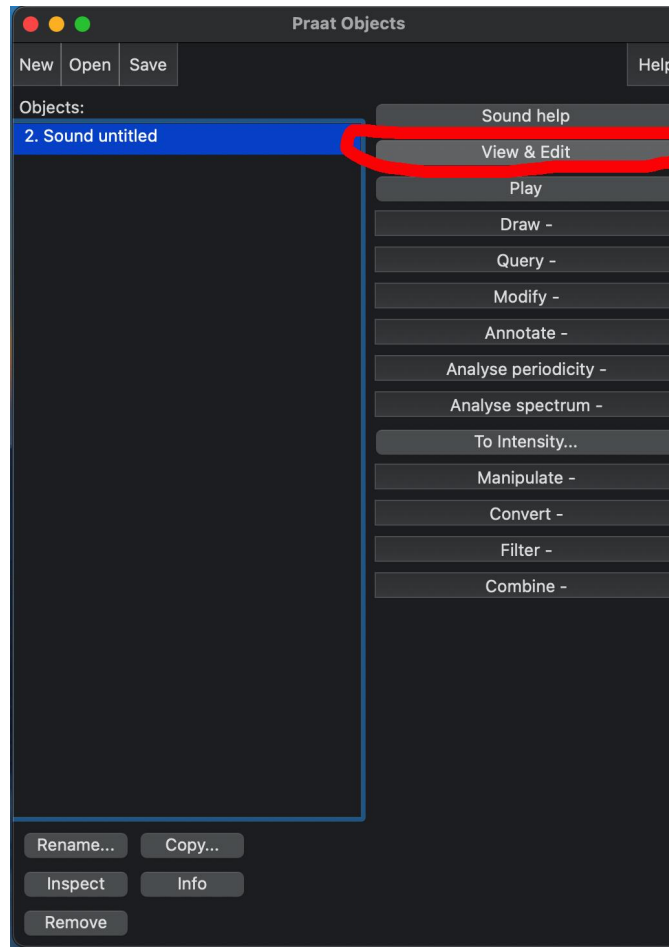 Praat Objects
New Open Save Help
Objects:
2. Sound untitled
Sound help
View & Edit
Play
Draw -
Query -
Modify -
Annotate -
Analyse periodicity -
Analyse spectrum -
To Intensity...
Manipulate -
Convert -
Filter -
Combine -
Rename... Copy...
Inspect Info
Remove